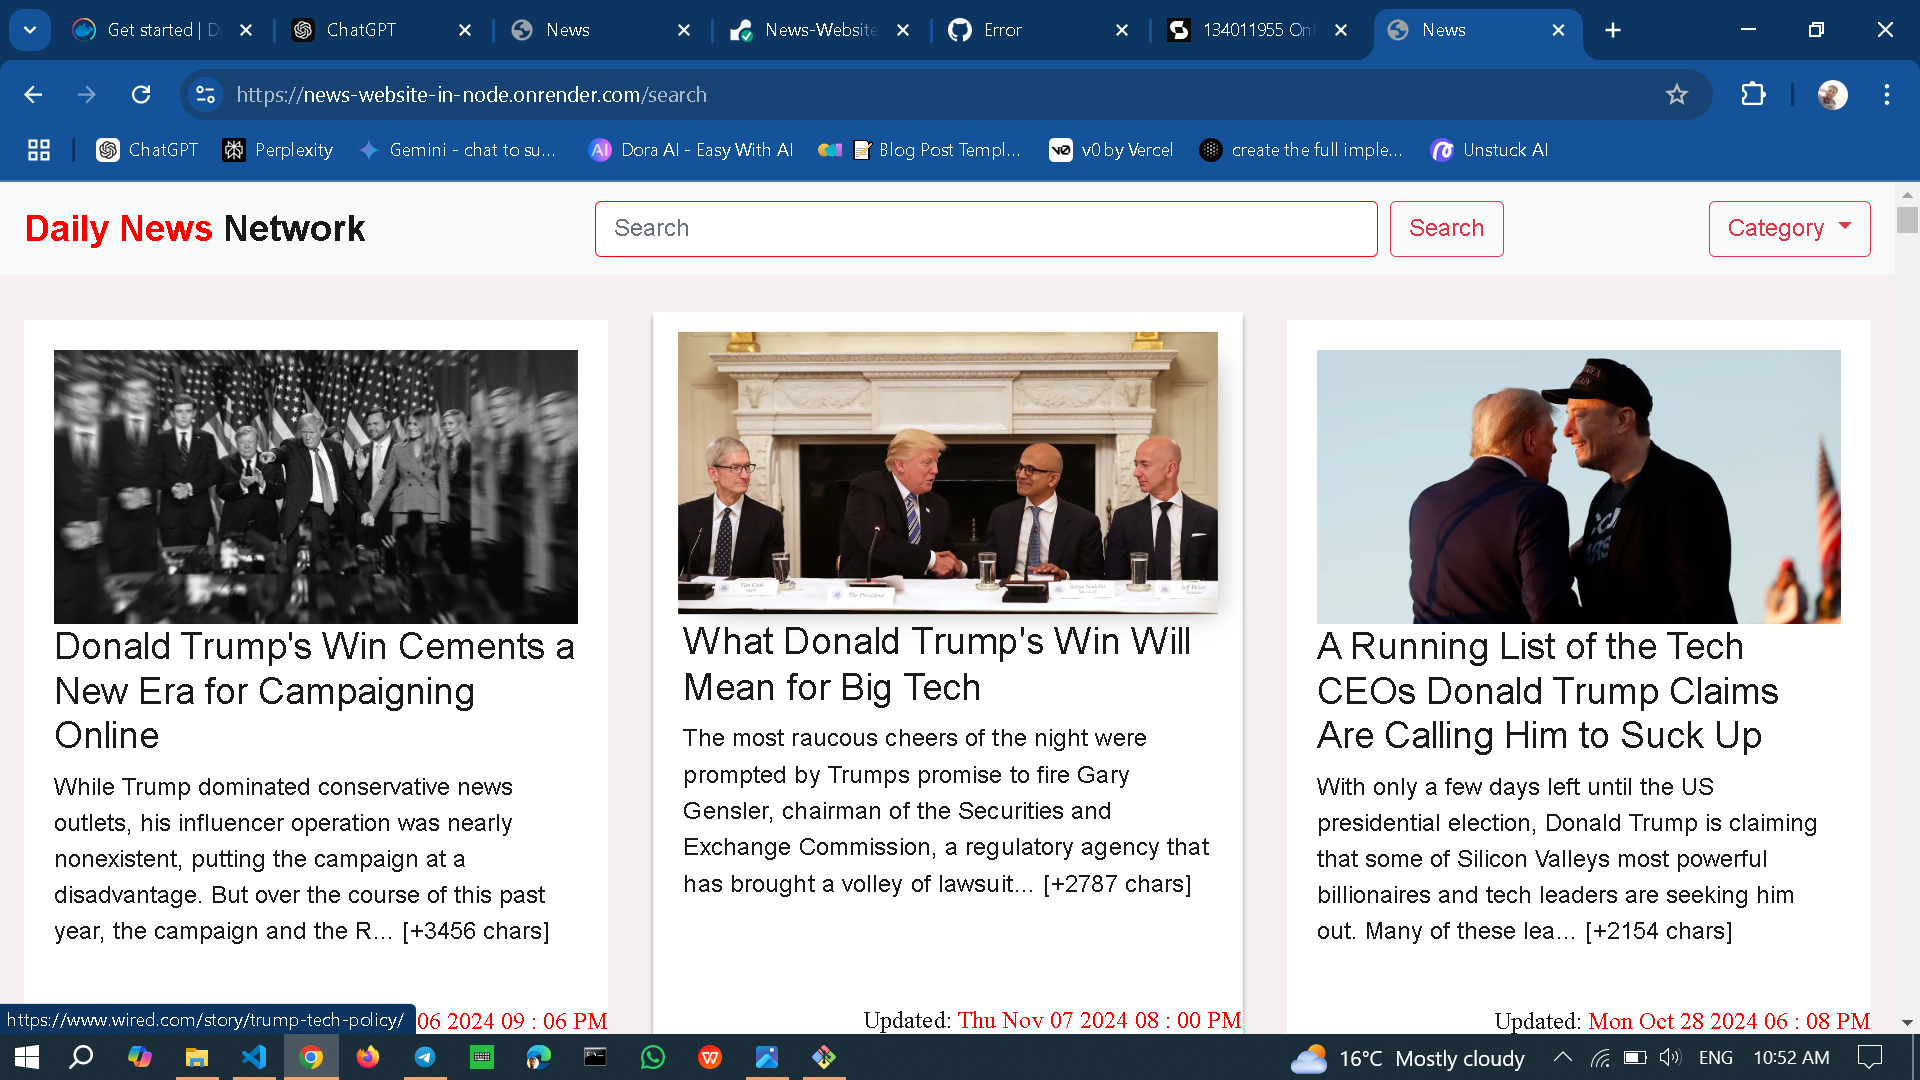 Get started | D
ChatGPT
News
News-Website
Error
134011955 Onl
News
https://news-website-in-node.onrender.com/search
ChatGPT
Perplexity
Gemini - chat to su...
Dora AI - Easy With AI
Blog Post Templ...
v0 by Vercel
create the full imple...
Unstuck AI
Daily News Network
Search
Search
Category
Donald Trump's Win Cements a
New Era for Campaigning
Online
While Trump dominated conservative news
outlets, his influencer operation was nearly
nonexistent, putting the campaign at a
disadvantage. But over the course of this past
year, the campaign and the R… [+3456 chars]
06 2024 09 : 06 PM
The President
What Donald Trump's Win Will
Mean for Big Tech
The most raucous cheers of the night were
prompted by Trumps promise to fire Gary
Gensler, chairman of the Securities and
Exchange Commission, a regulatory agency that
has brought a volley of lawsuit… [+2787 chars]
Updated: Thu Nov 07 2024 08 : 00 PM
A Running List of the Tech
CEOs Donald Trump Claims
Are Calling Him to Suck Up
With only a few days left until the US
presidential election, Donald Trump is claiming
that some of Silicon Valleys most powerful
billionaires and tech leaders are seeking him
out. Many of these lea… [+2154 chars]
Updated: Mon Oct 28 2024 06 : 08 PM
https://www.wired.com/story/trump-tech-policy/
16°C Mostly cloudy
ENG
10:52 AM